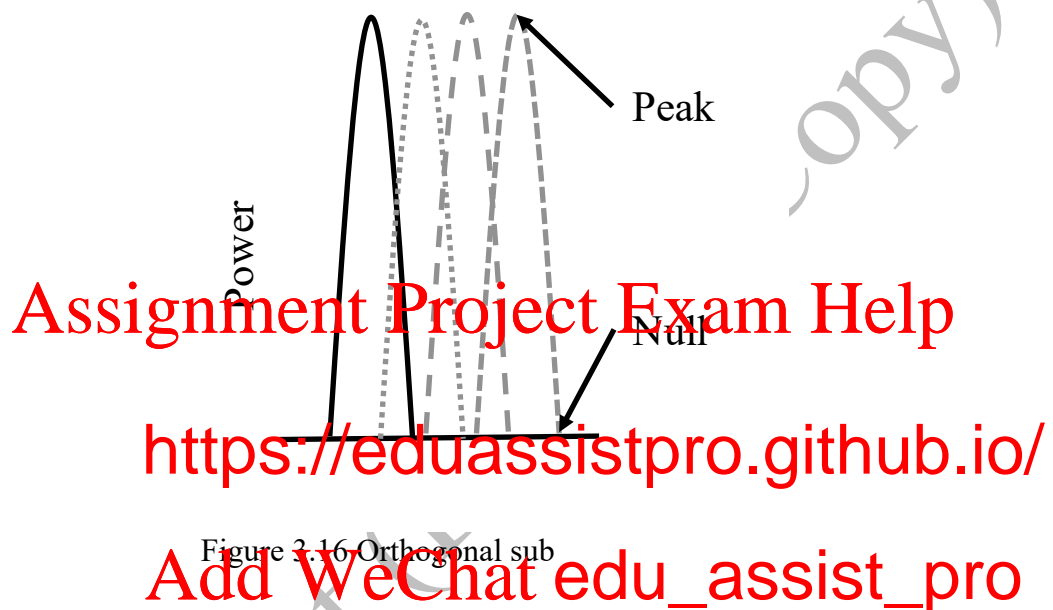 opy)
Peak
Power
Assignment Project Exam Help
Null
https://eduassistpro.github.io/
Figure 3.16 Orthogonal sub
Add WeChat edu_assist_pro